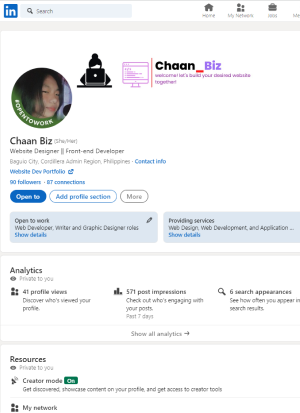 in
Search
Home
My Network
Jobs
Chaan_Biz
welcome! let's build your desired website
together!
#OPENTOWORK
Chaan Biz (She/Her)
Website Designer || Front-end Developer
Baguio City, Cordillera Admin Region, Philippines · Contact info
Website Dev Portfolio
90 followers · 87 connections
Open to
Add profile section
More
Open to work
Web Developer, Writer and Graphic Designer roles
Show details
Providing services
Web Design, Web Development, and Application ...
Show details
Analytics
Private to you
41 profile views
Discover who's viewed your
profile.
571 post impressions
Check out who's engaging with
your posts.
Past 7 days
6 search appearances
See how often you appear in
search results.
Show all analytics →
Resources
Private to you
Creator mode On
Get discovered, showcase content on your profile, and get access to creator tools
My network